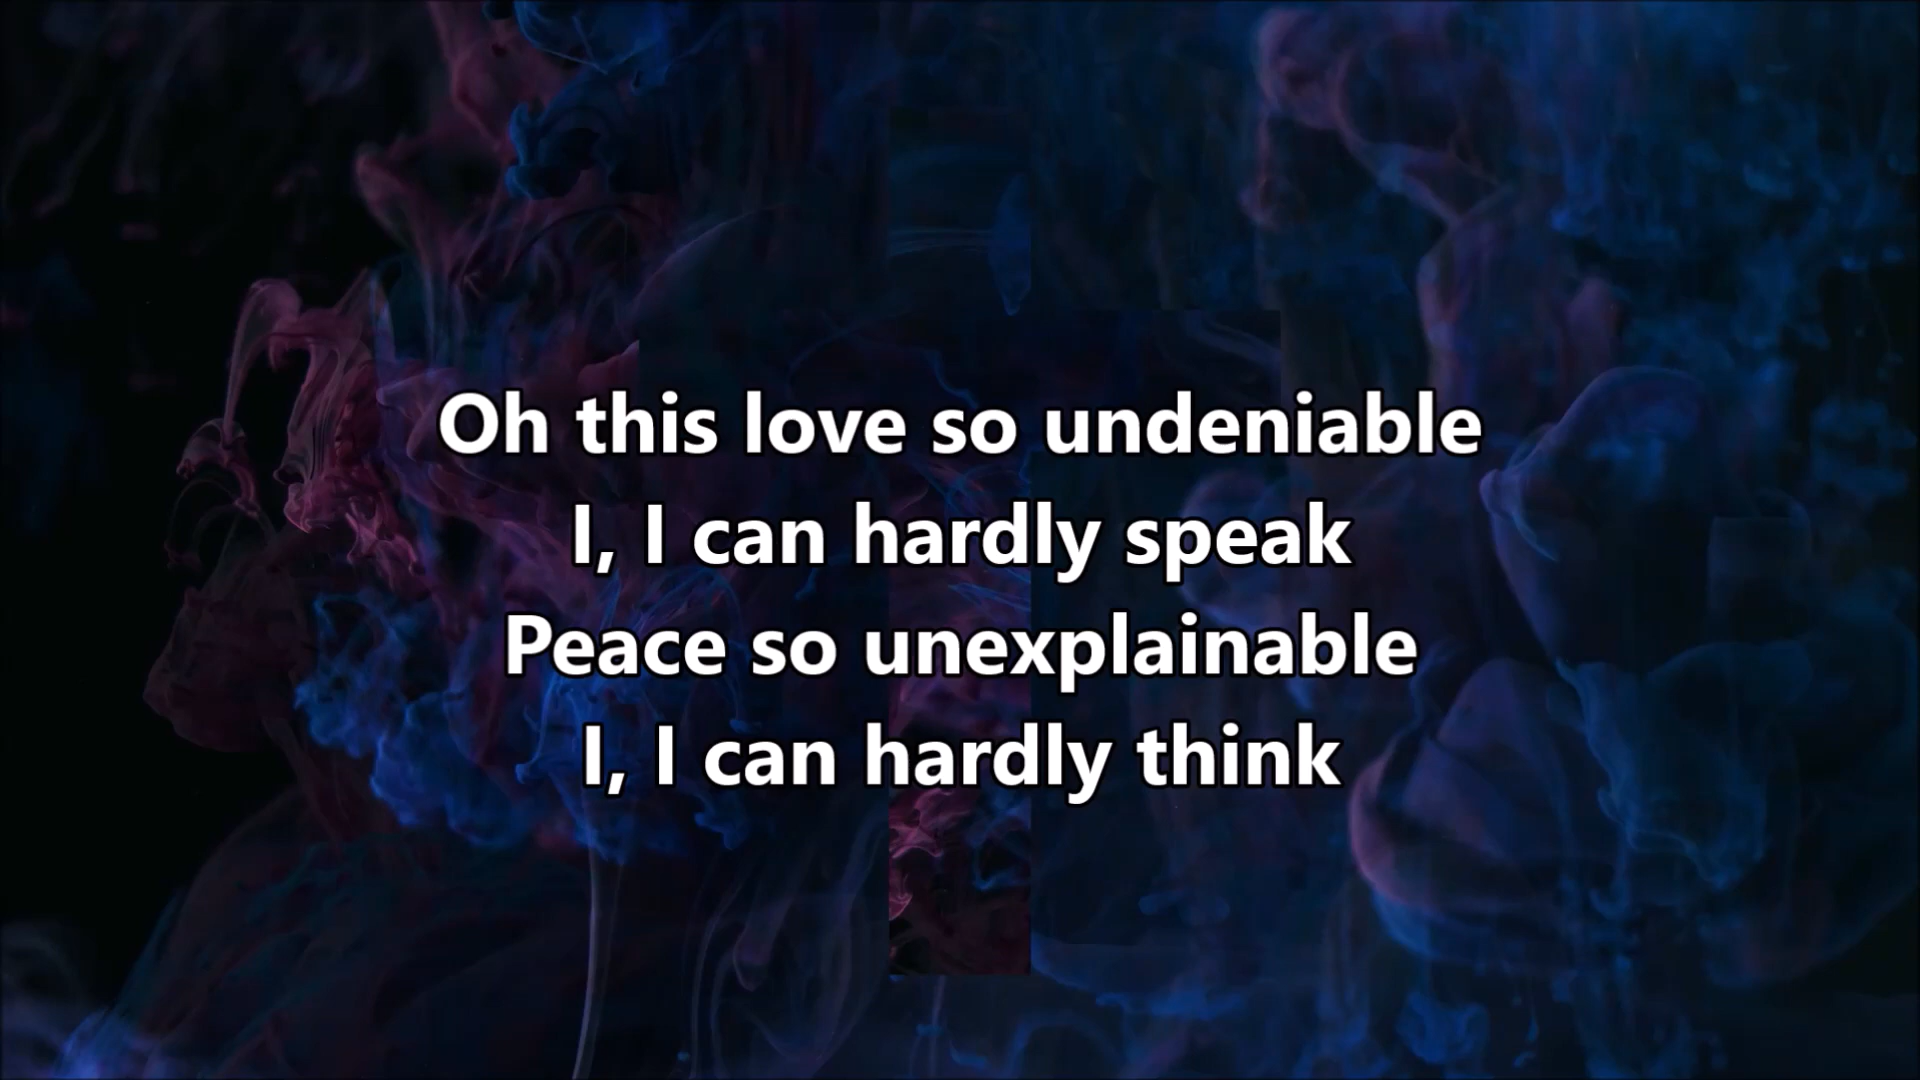 Oh this love so undeniable
I, I can hardly speak
Peace so unexplainable
I, I can hardly think